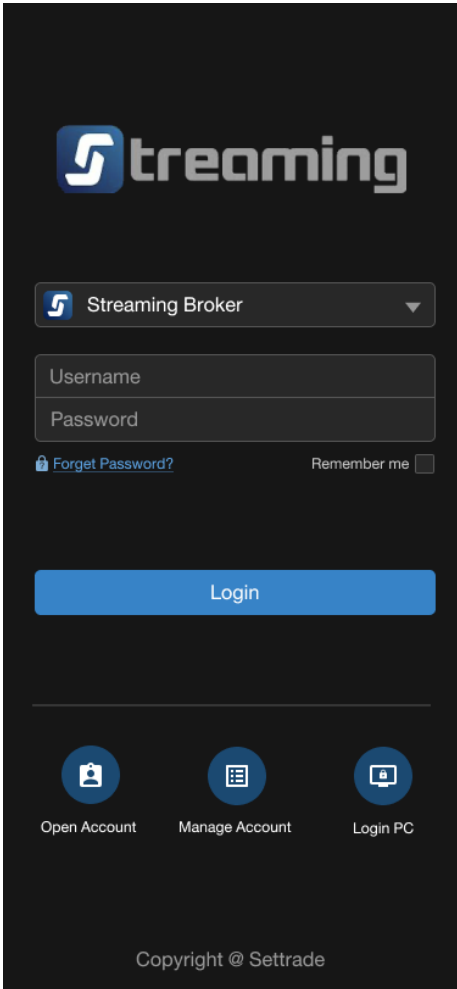 Streaming
Streaming Broker
Username
Password
Forget Password?
Remember me
Login
Open Account
Manage Account
Login PC
Copyright @ Settrade